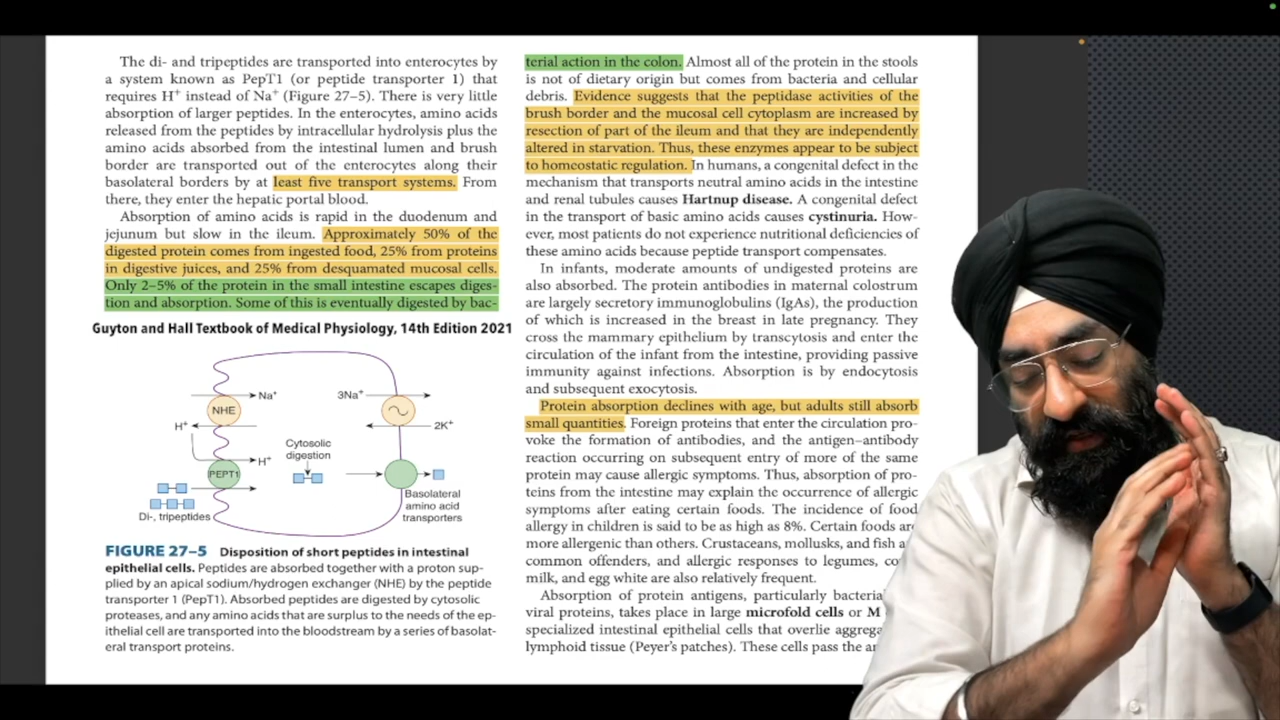 The di- and tripeptides are transported into enterocytes by
a system known as PepT1 (or peptide transporter 1) that
requires H⁺ instead of Na⁺ (Figure 27–5). There is very little
absorption of larger peptides. In the enterocytes, amino acids
released from the peptides by intracellular hydrolysis plus the
amino acids absorbed from the intestinal lumen and brush
border are transported out of the enterocytes along their
basolateral borders by at least five transport systems. From
there, they enter the hepatic portal blood.
Absorption of amino acids is rapid in the duodenum and
jejunum but slow in the ileum. Approximately 50% of the
digested protein comes from ingested food, 25% from proteins
in digestive juices, and 25% from desquamated mucosal cells.
Only 2–5% of the protein in the small intestine escapes diges-
tion and absorption. Some of this is eventually digested by bac-
Guyton and Hall Textbook of Medical Physiology, 14th Edition 2021
Na⁺
3Na⁺
NHE
H⁺
2K⁺
Cytosolic
digestion
H⁺
PEPT1
Di-, tripeptides
Basolateral
amino acid
transporters
FIGURE 27–5 Disposition of short peptides in intestinal
epithelial cells. Peptides are absorbed together with a proton sup-
plied by an apical sodium/hydrogen exchanger (NHE) by the peptide
transporter 1 (PepT1). Absorbed peptides are digested by cytosolic
proteases, and any amino acids that are surplus to the needs of the ep-
ithelial cell are transported into the bloodstream by a series of basolat-
eral transport proteins.
terial action in the colon. Almost all of the protein in the stools
is not of dietary origin but comes from bacteria and cellular
debris. Evidence suggests that the peptidase activities of the
brush border and the mucosal cell cytoplasm are increased by
resection of part of the ileum and that they are independently
altered in starvation. Thus, these enzymes appear to be subject
to homeostatic regulation. In humans, a congenital defect in the
mechanism that transports neutral amino acids in the intestine
and renal tubules causes Hartnup disease. A congenital defect
in the transport of basic amino acids causes cystinuria. How-
ever, most patients do not experience nutritional deficiencies of
these amino acids because peptide transport compensates.
In infants, moderate amounts of undigested proteins are
also absorbed. The protein antibodies in maternal colostrum
are largely secretory immunoglobulins (IgAs), the production
of which is increased in the breast in late pregnancy. They
cross the mammary epithelium by transcytosis and enter the
circulation of the infant from the intestine, providing passive
immunity against infections. Absorption is by endocytosis
and subsequent exocytosis.
Protein absorption declines with age, but adults still absorb
small quantities. Foreign proteins that enter the circulation pro-
voke the formation of antibodies, and the antigen–antibody
reaction occurring on subsequent entry of more of the same
protein may cause allergic symptoms. Thus, absorption of pro-
teins from the intestine may explain the occurrence of allergic
symptoms after eating certain foods. The incidence of food
allergy in children is said to be as high as 8%. Certain foods are
more allergenic than others. Crustaceans, mollusks, and fish
common offenders, and allergic responses to legumes,
milk, and egg white are also relatively frequent.
Absorption of protein antigens, particularly bacterial
viral proteins, takes place in large microfold cells or M
specialized intestinal epithelial cells that overlie
lymphoid tissue (Peyer's patches). These cells pass the